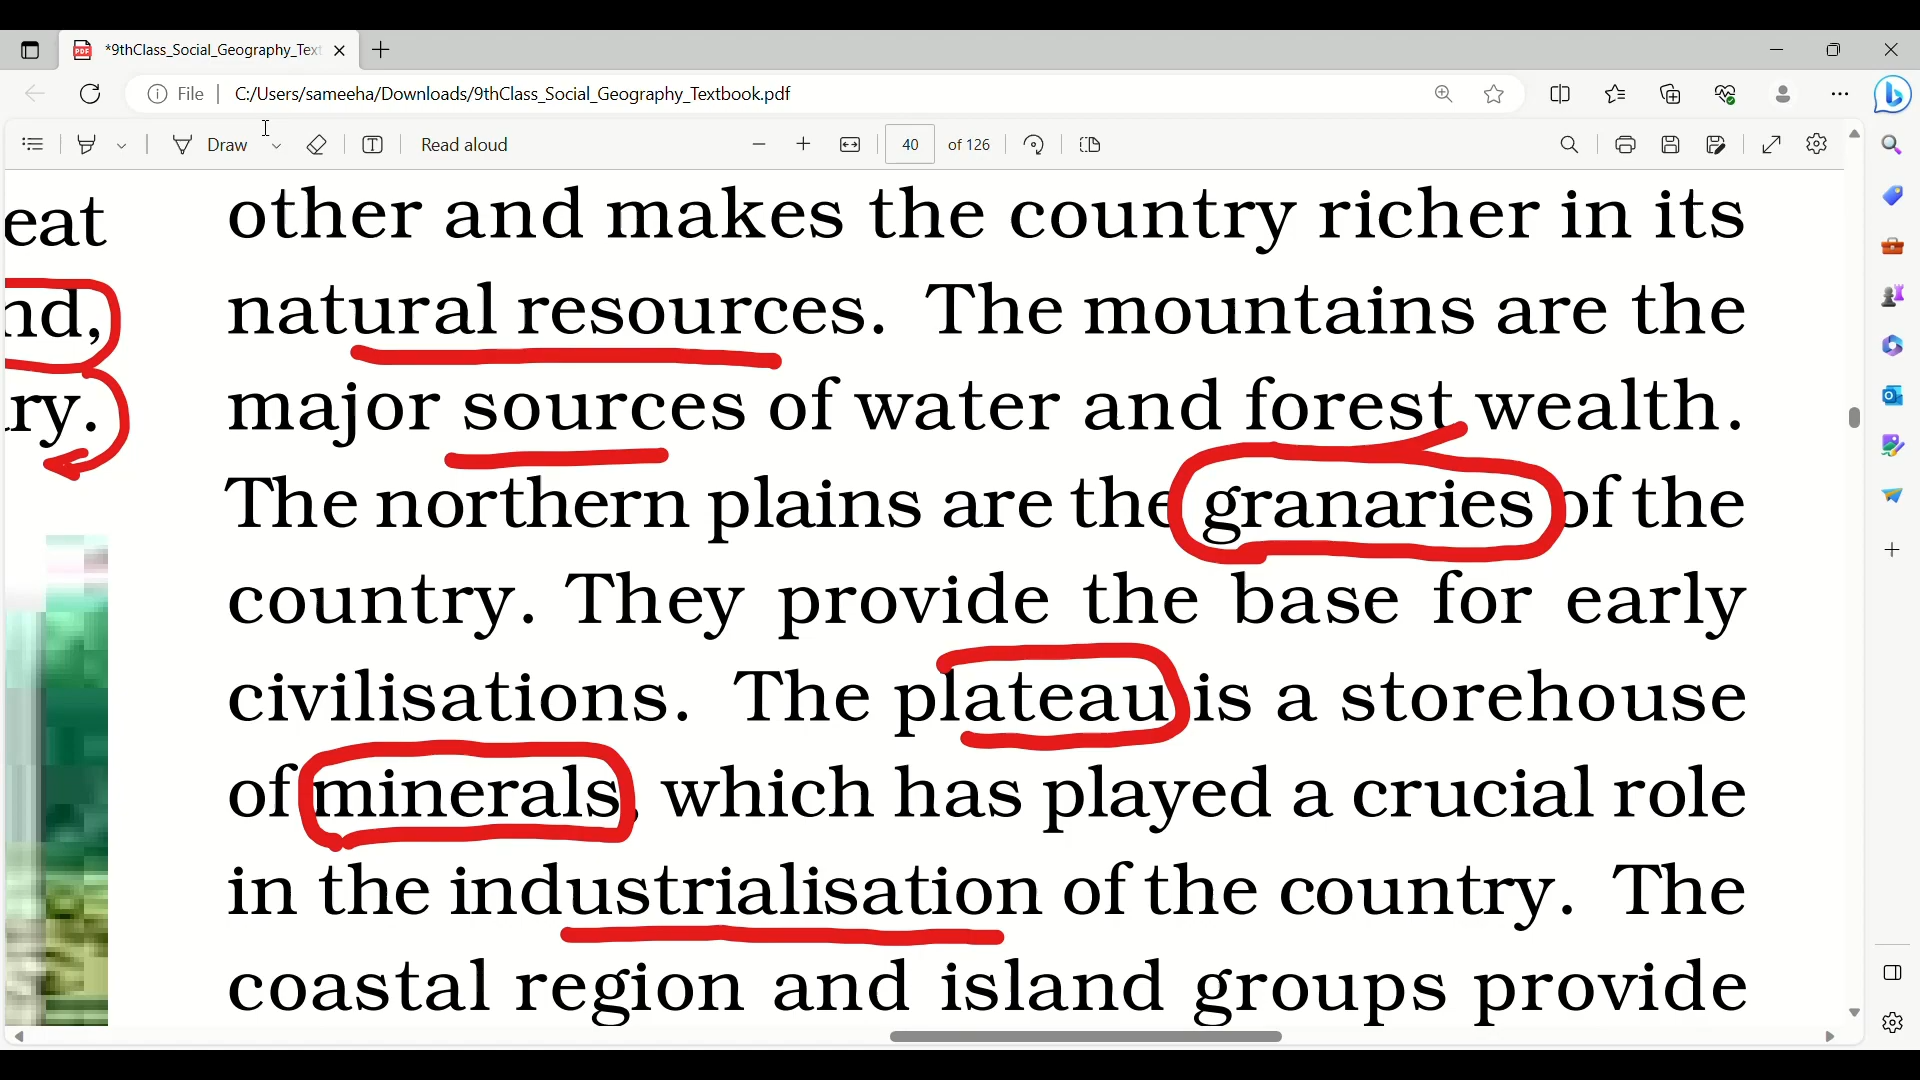 *9thClass_Social_Geography_Text
File
C:/Users/sameeha/Downloads/9thClass_Social_Geography_Textbook.pdf
Draw
Read aloud
40 of 126
eat
nd,
ry.
other and makes the country richer in its
natural resources. The mountains are the
major sources of water and forest wealth.
The northern plains are the granaries of the
country. They provide the base for early
civilisations. The plateau is a storehouse
of minerals, which has played a crucial role
in the industrialisation of the country. The
coastal region and island groups provide